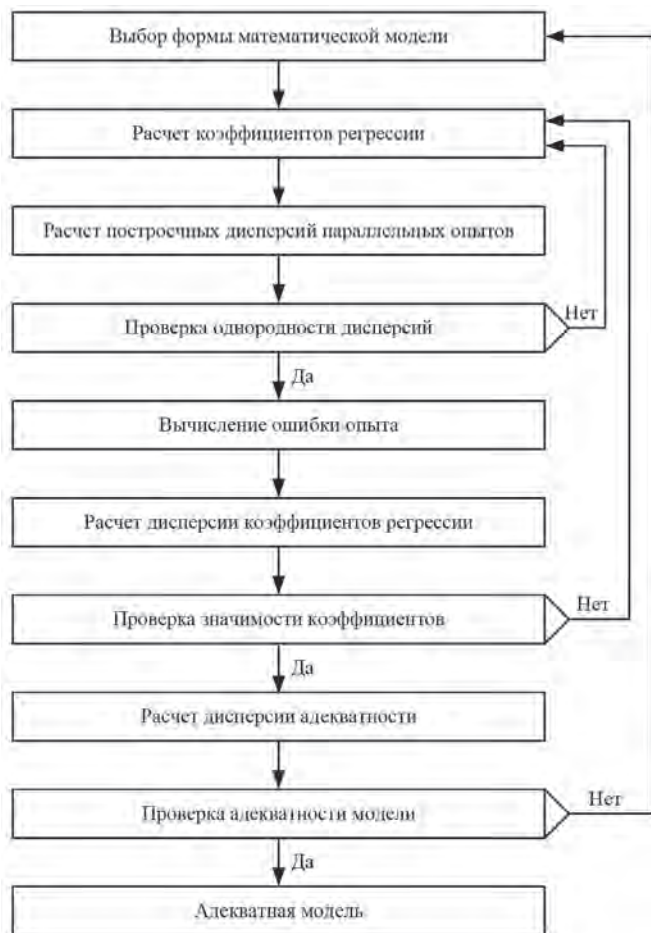 Выбор формы математической модели
Расчет коэффициентов регрессии
Расчет построчных дисперсий параллельных опытов
Проверка однородности дисперсий
Нет
Да
Вычисление ошибки опыта
Расчет дисперсии коэффициентов регрессии
Проверка значимости коэффициентов
Нет
Да
Расчет дисперсии адекватности
Проверка адекватности модели
Нет
Да
Адекватная модель